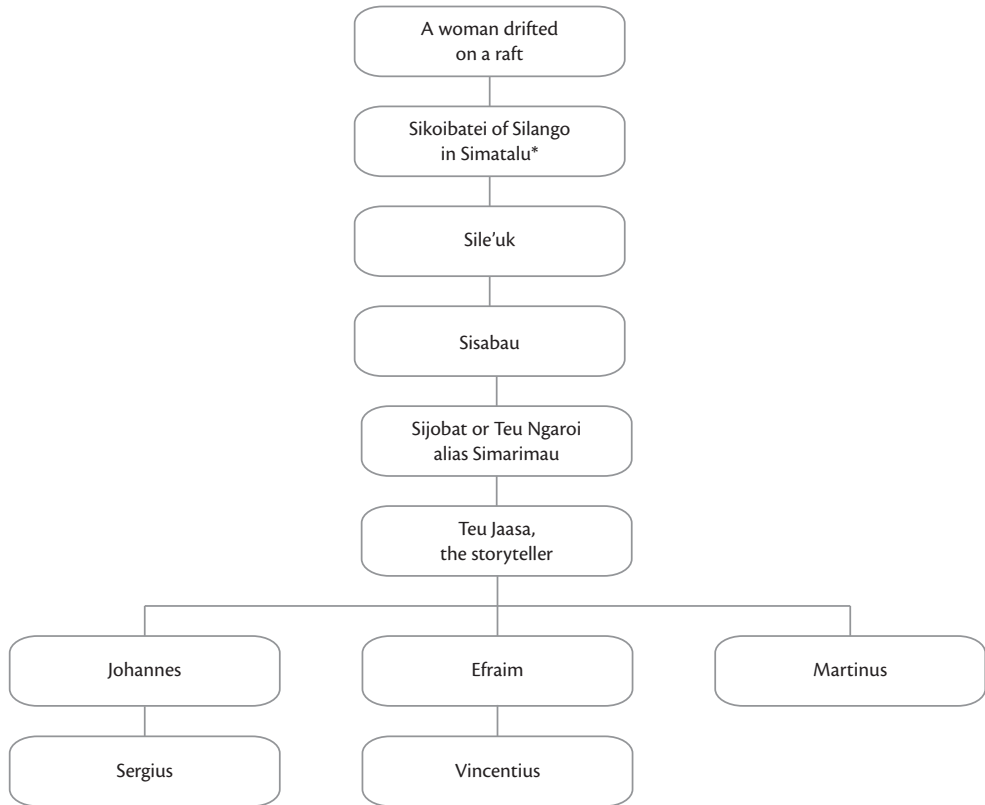 A woman drifted
on a raft
Sikoibatei of Silango
in Simatalu*
Sile'uk
Sisabau
Sijobat or Teu Ngaroi
alias Simarimau
Teu Jaasa,
the storyteller
Johannes
Efraim
Martinus
Sergius
Vincentius